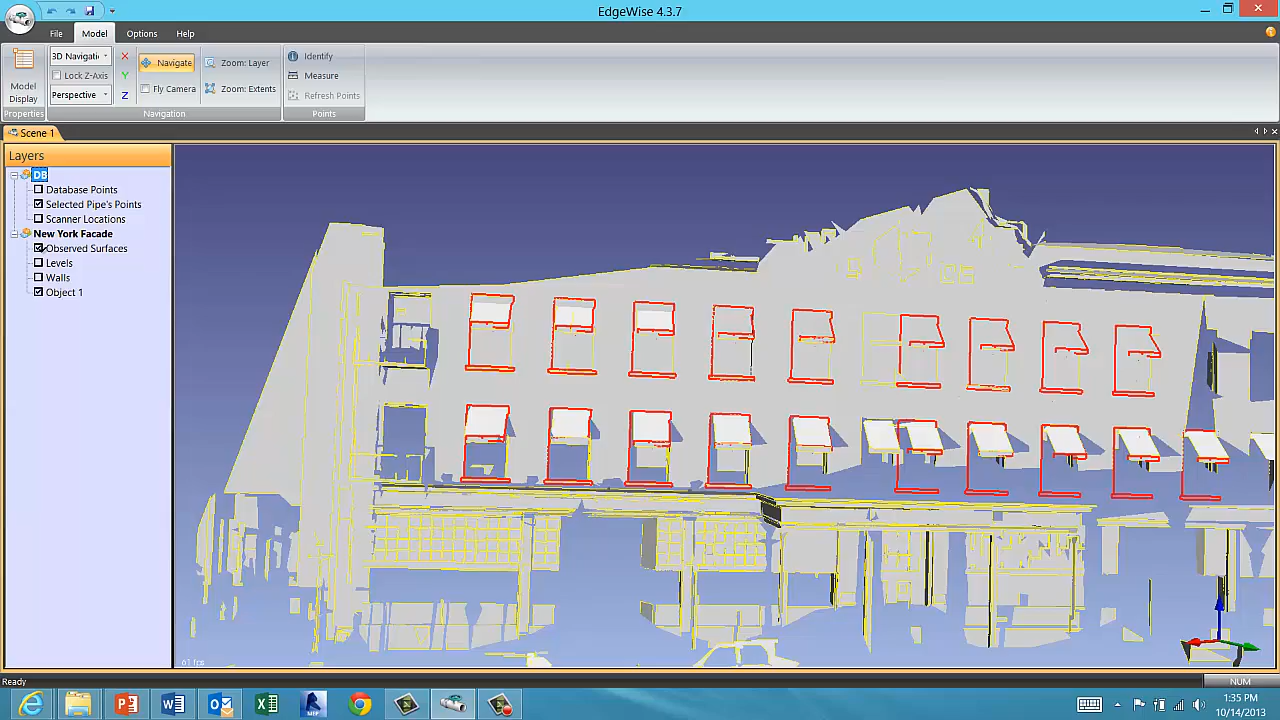 EdgeWise 4.3.7
File Model Options Help
Model Display
Properties
3D Navigati
Lock Z-Axis
Perspective
X
Y
Z
Navigate
Fly Camera
Zoom: Layer
Zoom: Extents
Navigation
Identify
Measure
Refresh Points
Points
Scene 1
Layers
DB
Database Points
Selected Pipe's Points
Scanner Locations
New York Facade
Observed Surfaces
Levels
Walls
Object 1
61 fps
Ready
NUM
MEP
1:35 PM
10/14/2013